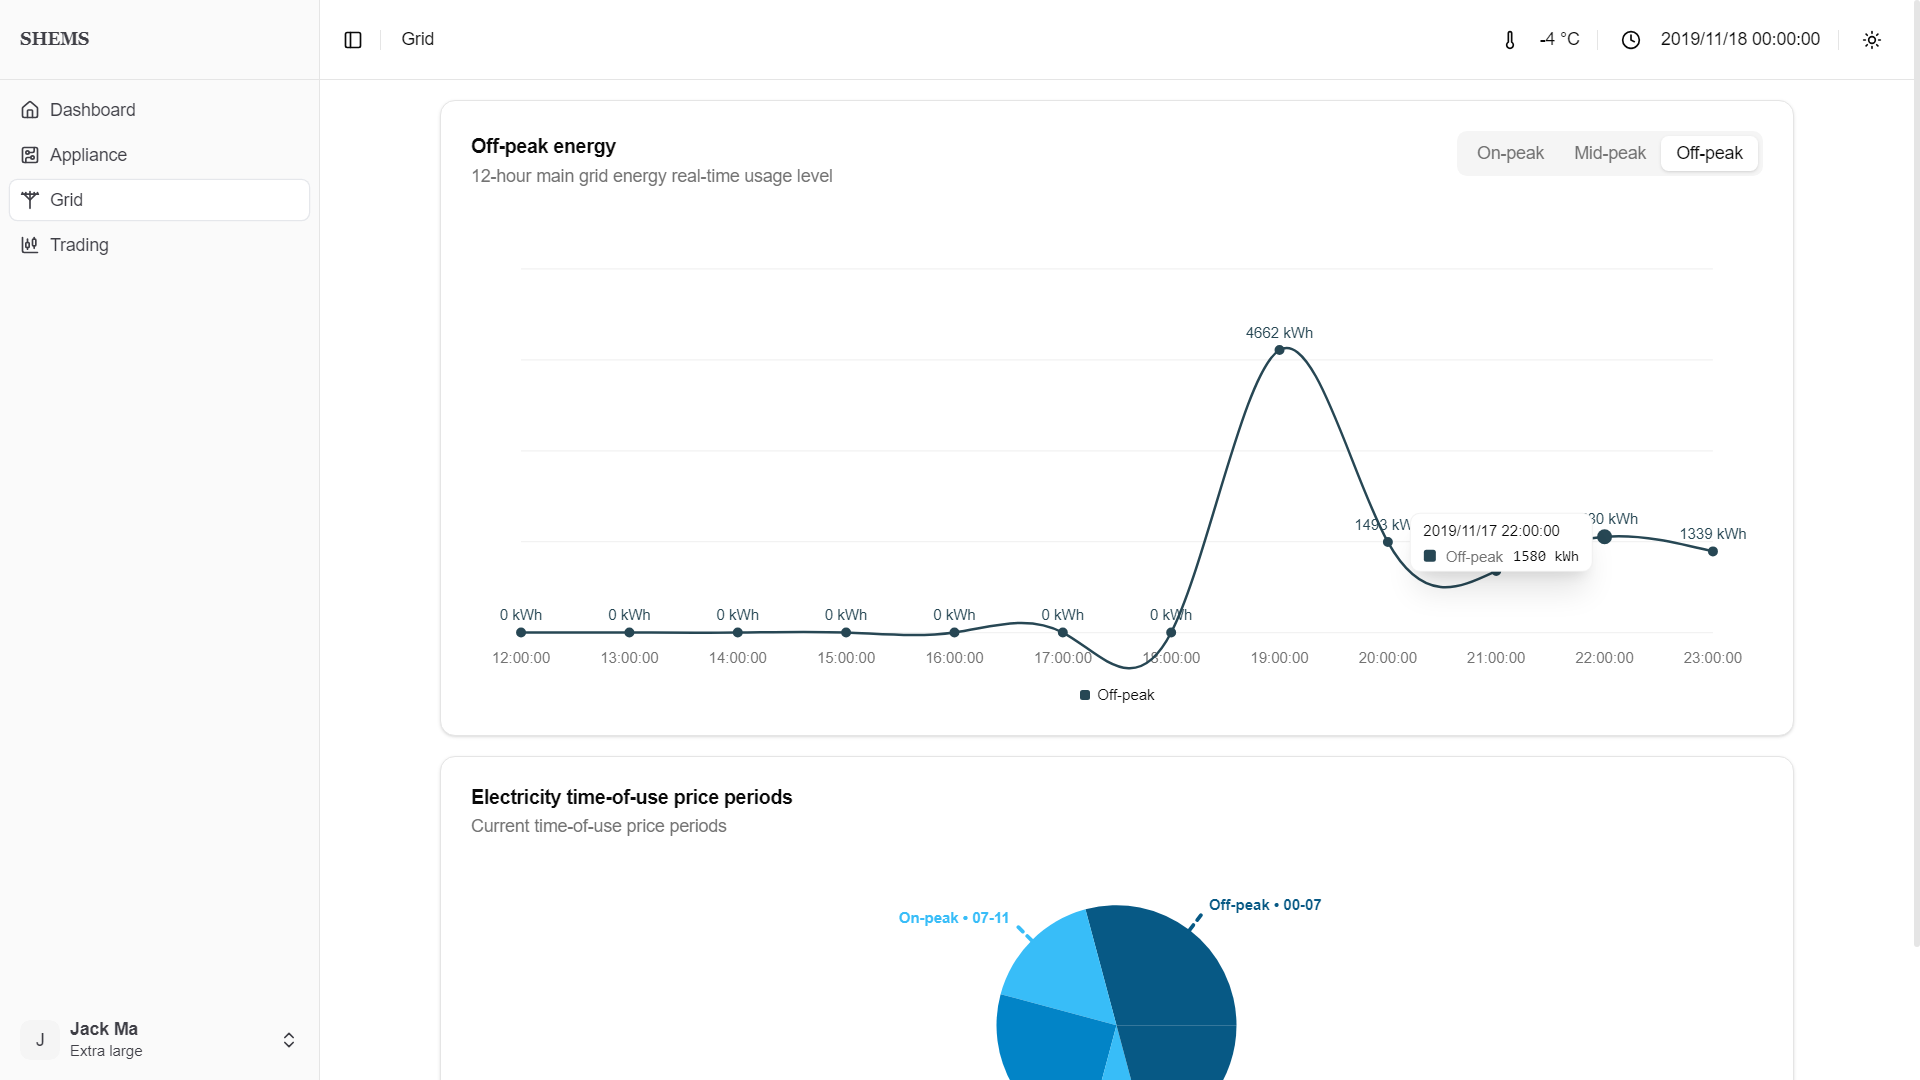 SHEMS
Grid
-4 °C
2019/11/18 00:00:00
Dashboard
Appliance
Grid
Trading
Off-peak energy
12-hour main grid energy real-time usage level
On-peak
Mid-peak
Off-peak
4662 kWh
1493 kW
30 kWh
1339 kWh
2019/11/17 22:00:00
Off-peak 1580 kWh
0 kWh
0 kWh
0 kWh
0 kWh
0 kWh
0 kWh
0 kWh
12:00:00
13:00:00
14:00:00
15:00:00
16:00:00
17:00:00
18:00:00
19:00:00
20:00:00
21:00:00
22:00:00
23:00:00
Off-peak
Electricity time-of-use price periods
Current time-of-use price periods
On-peak • 07-11
Off-peak • 00-07
J
Jack Ma
Extra large